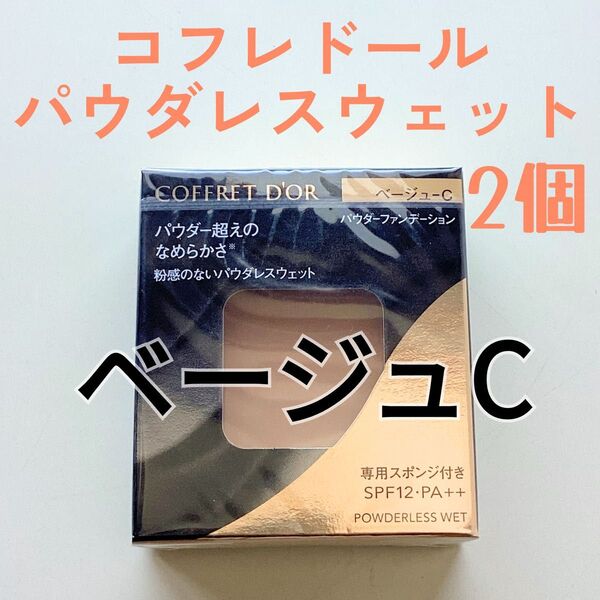 コフレドール
パウダレスウェット
2個
COFFRET D'OR
ベージュ-C
パウダーファンデーション
パウダー超えの
なめらかさ※
粉感のないパウダレスウェット
ベージュC
専用スポンジ付き
SPF12・PA++
POWDERLESS WET